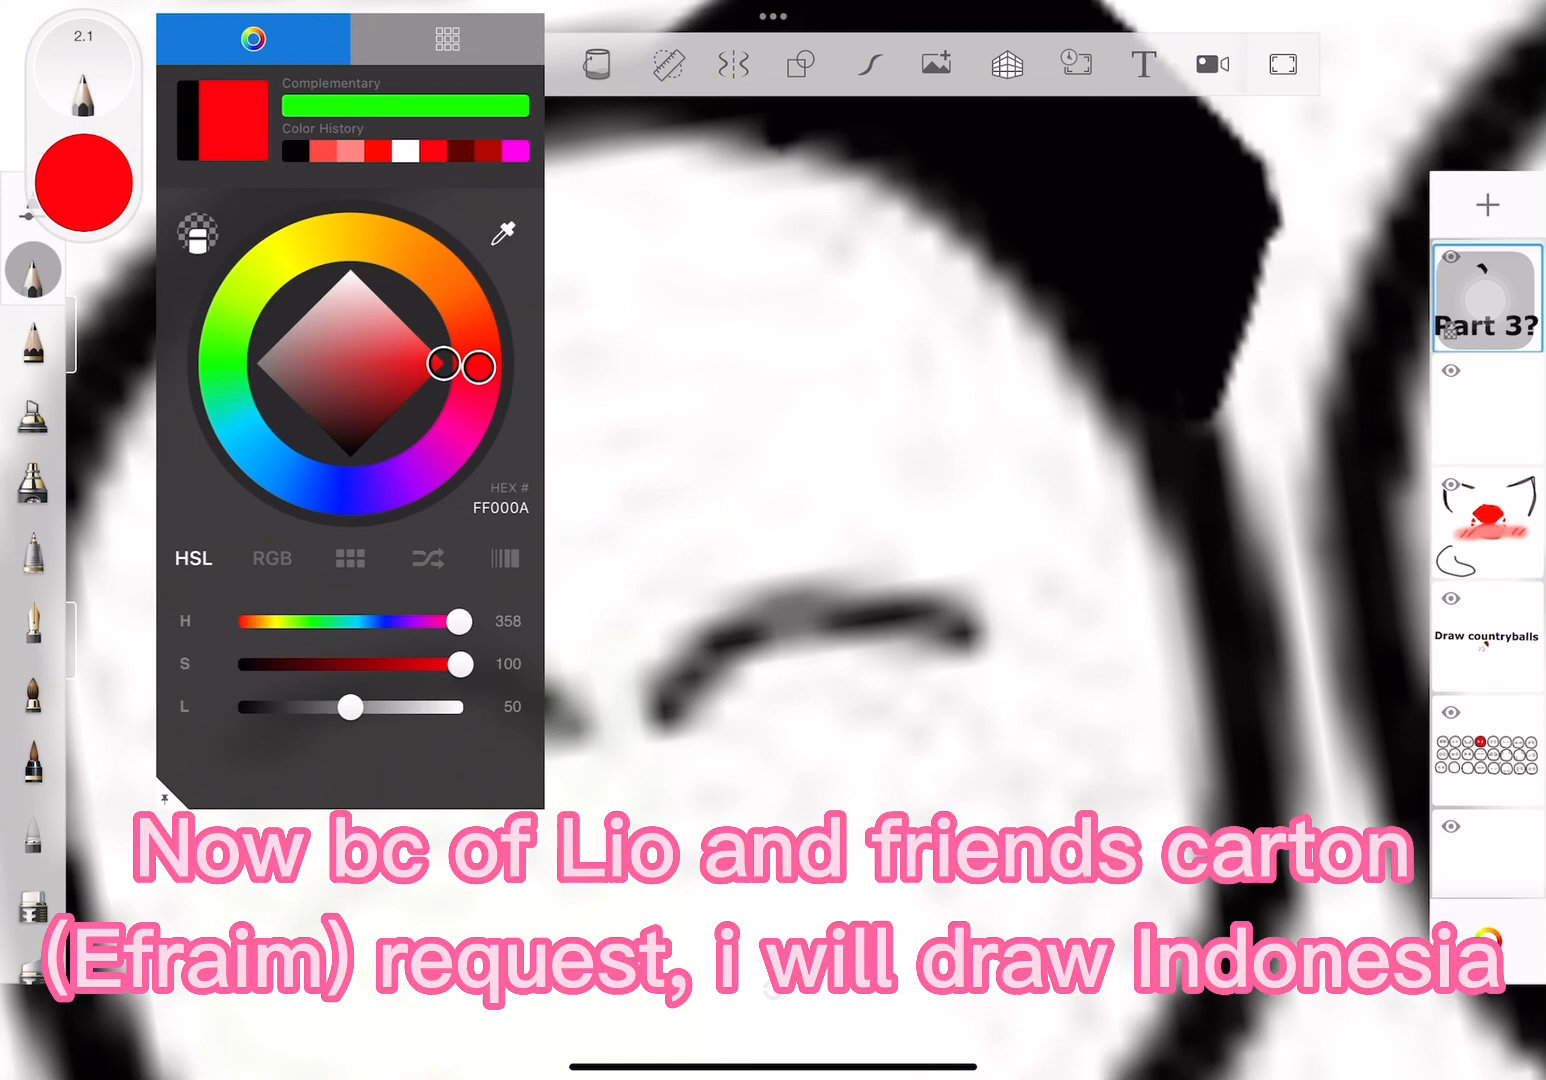 2.1
Complementary
Color History
T
Part 3?
HEX #
FF000A
HSL RGB
H 358
S 100
L 50
Draw countryballs
Now bc of Lio and friends carton
(Efraim) request, i will draw Indonesia